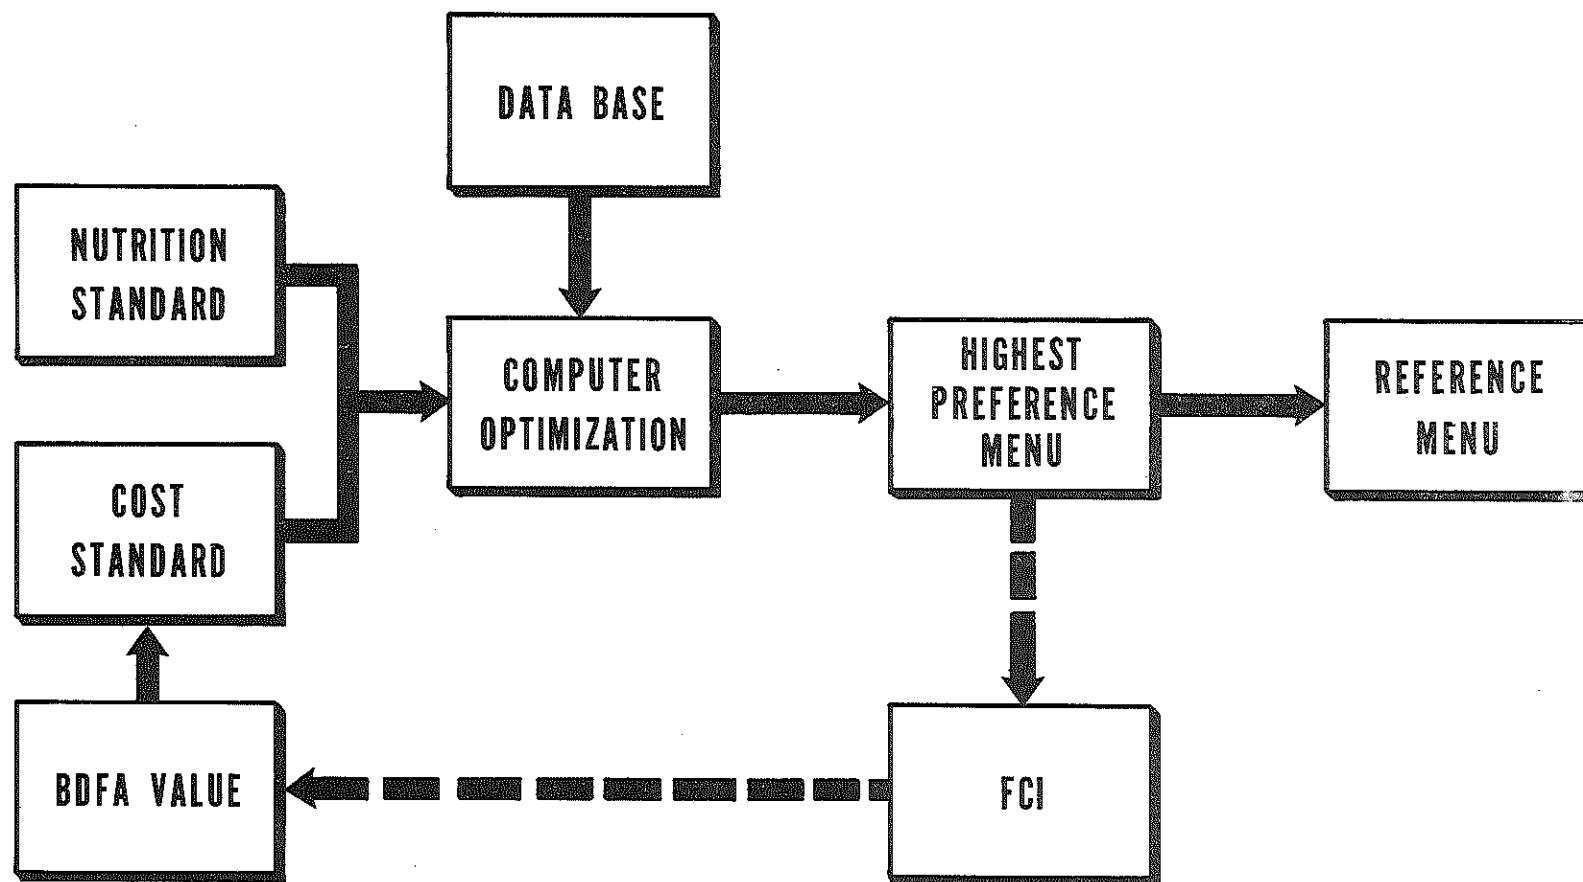 DATA BASE
NUTRITION
STANDARD
COMPUTER
OPTIMIZATION
HIGHEST
PREFERENCE
MENU
REFERENCE
MENU
COST
STANDARD
BDFA VALUE
FCI